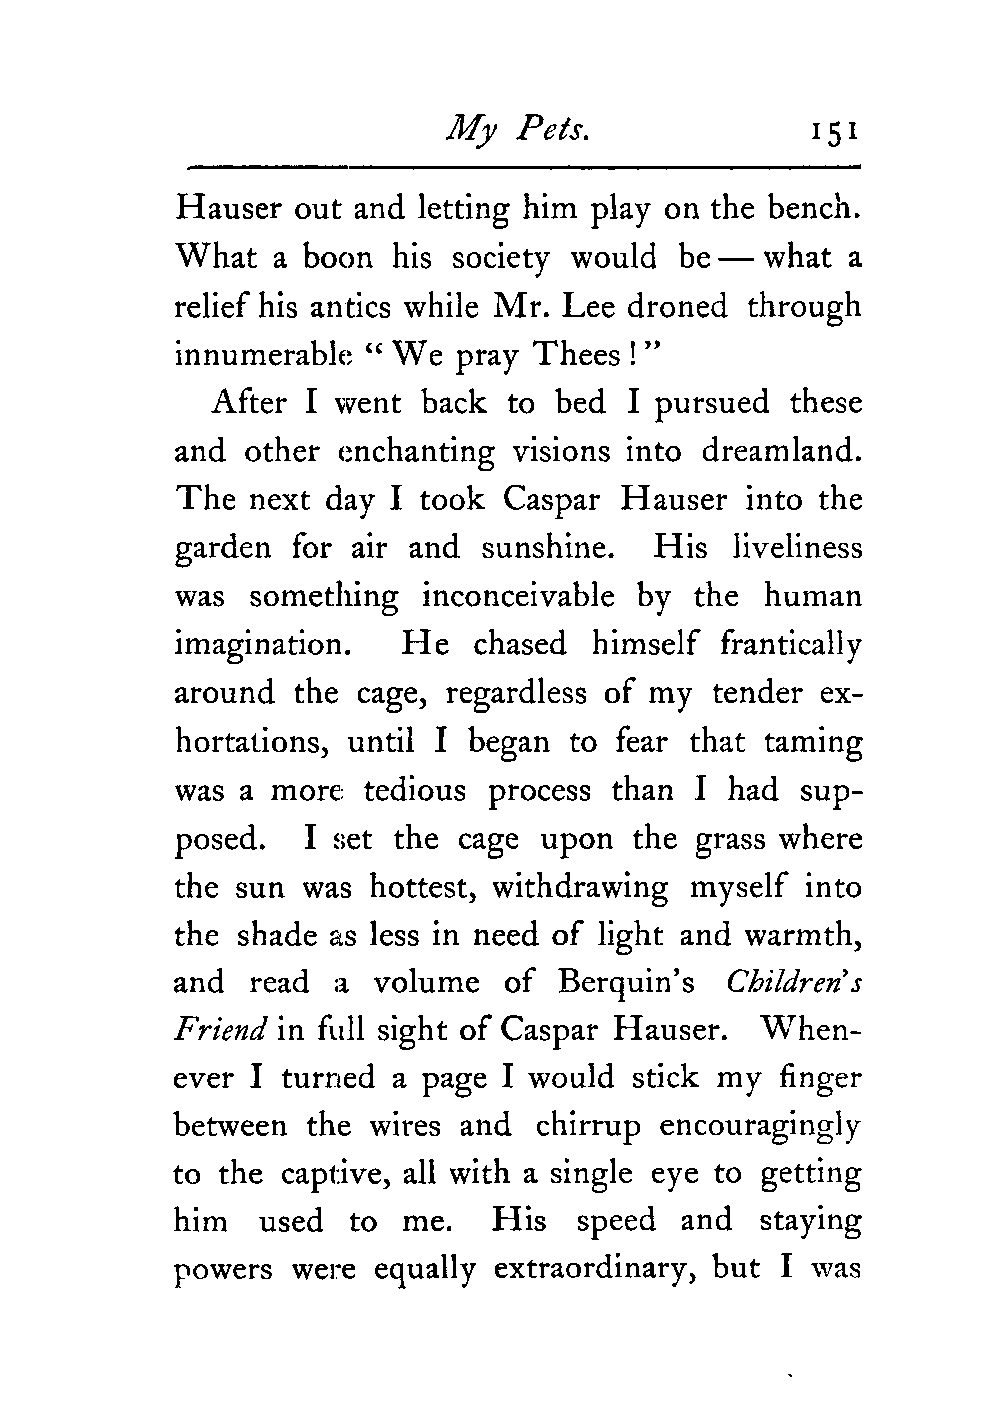 My Pets. 151
Hauser out and letting him play on the bench.
What a boon his society would be — what a
relief his antics while Mr. Lee droned through
innumerable “ We pray Thees ! ”
After I went back to bed I pursued these
and other enchanting visions into dreamland.
The next day I took Caspar Hauser into the
garden for air and sunshine. His liveliness
was something inconceivable by the human
imagination. He chased himself frantically
around the cage, regardless of my tender ex-
hortations, until I began to fear that taming
was a more tedious process than I had sup-
posed. I set the cage upon the grass where
the sun was hottest, withdrawing myself into
the shade as less in need of light and warmth,
and read a volume of Berquin’s Children’s
Friend in full sight of Caspar Hauser. When-
ever I turned a page I would stick my finger
between the wires and chirrup encouragingly
to the captive, all with a single eye to getting
him used to me. His speed and staying
powers were equally extraordinary, but I was